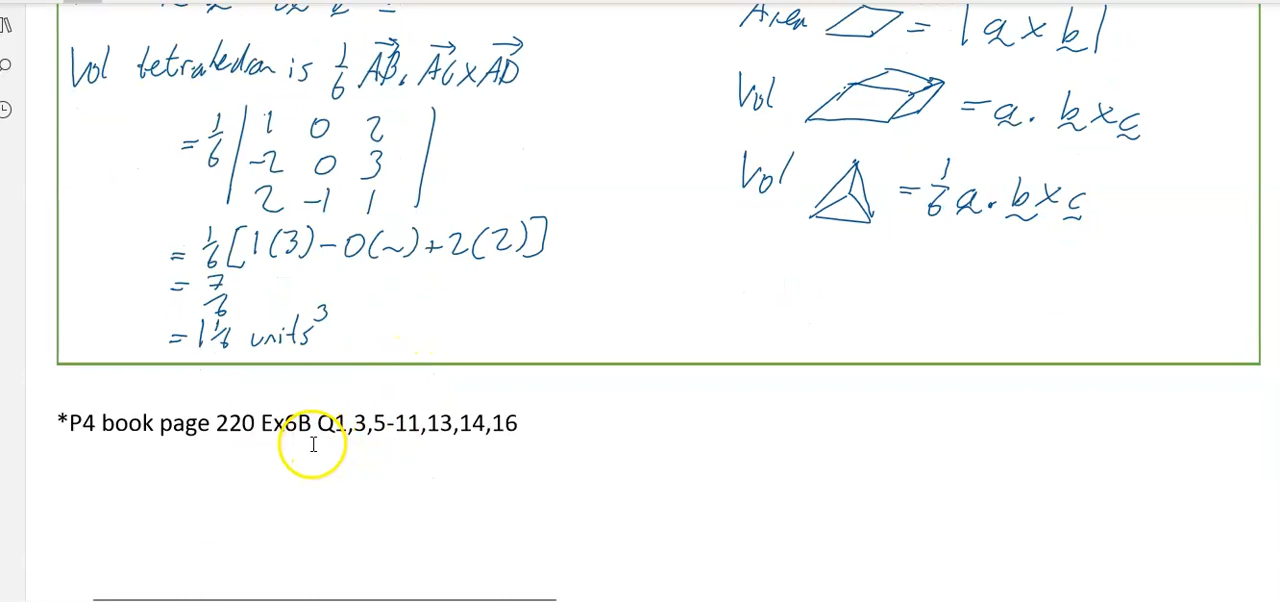 Vol tetrahedron is 1/6 AB⃗ . AC⃗ × AD⃗
= 1/6 | 1 0 2
-2 0 3
2 -1 1 |
= 1/6 [1(3) - 0(~) + 2(2)]
= 7/6
= 1 1/6 units³
Area = |a × b|
Vol = a . b × c
Vol = 1/6 a . b × c
*P4 book page 220 Ex6B Q1,3,5-11,13,14,16